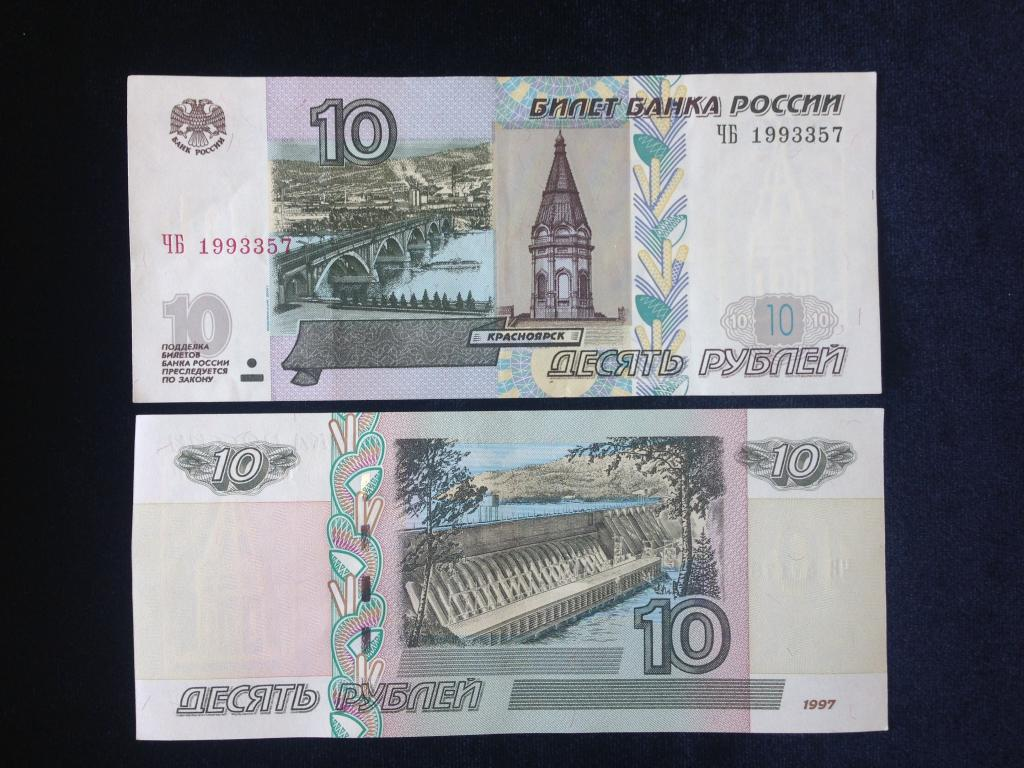 БАНК РОССИИ
10
БИЛЕТ БАНКА РОССИИ
ЧБ 1993357
ЧБ 1993357
10
ПОДДЕЛКА
БИЛЕТОВ
БАНКА РОССИИ
ПРЕСЛЕДУЕТСЯ
ПО ЗАКОНУ
КРАСНОЯРСК
10 10 10
ДЕСЯТЬ РУБЛЕЙ
10
10
10
ДЕСЯТЬ РУБЛЕЙ
1997